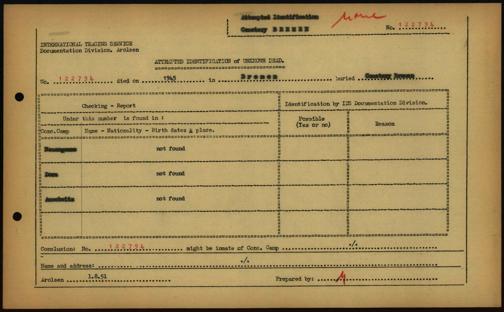 Attempted Identification
None
Cemetery BREMEN
No. 122794
INTERNATIONAL TRACING SERVICE
Documentation Division, Arolsen
ATTEMPTED IDENTIFICATION of UNKNOWN DEAD.
No. 122794 died on 1945 in Bremen buried Cemetery Bremen
Checking - Report
Identification by ITS Documentation Division.
Under this number is found in :
Possible
(Yes or no)
Reason
Conc.Camp
Name - Nationality - Birth dates & place.
not found
not found
Auschwitz
not found
Conclusion: No. 122794 might be inmate of Conc. Camp ./.
Name and address: ./.
Arolsen 1.8.51
Prepared by: